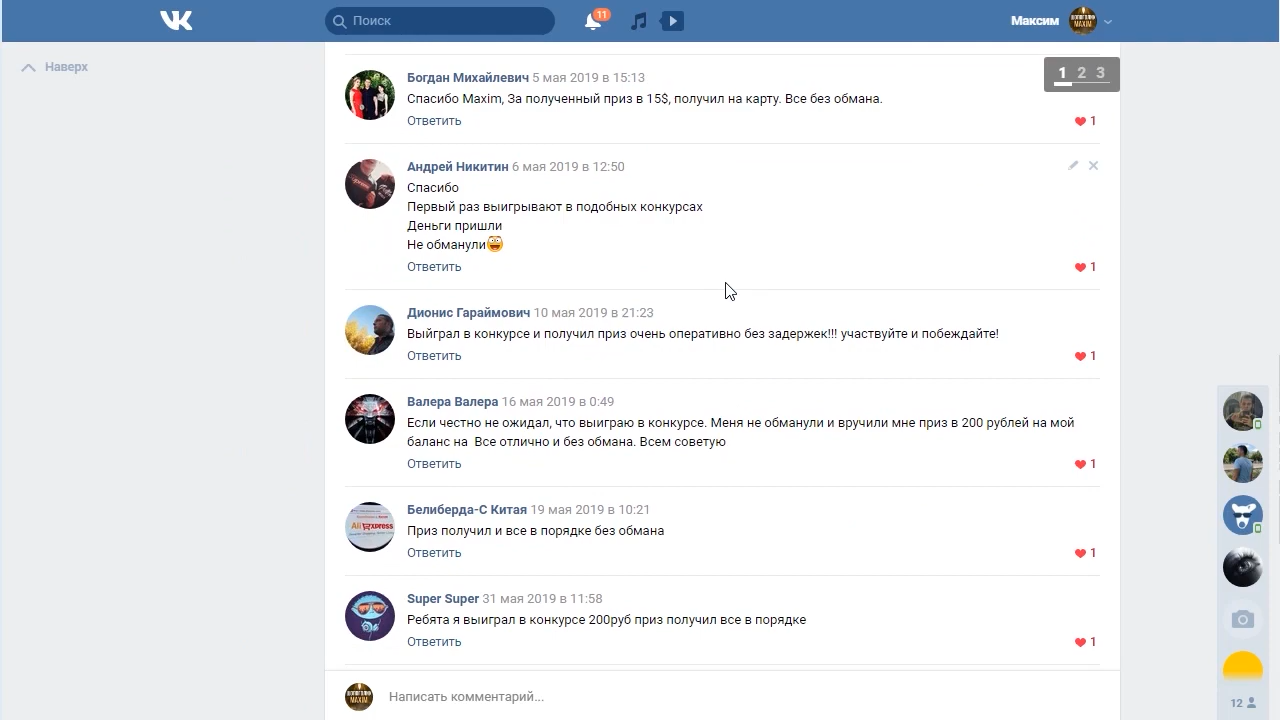 Поиск
11
Максим
Наверх
1 2 3
Богдан Михайлевич 5 мая 2019 в 15:13
Спасибо Maxim, За полученный приз в 15$, получил на карту. Все без обмана.
Ответить
1
Андрей Никитин 6 мая 2019 в 12:50
Спасибо
Первый раз выигрывают в подобных конкурсах
Деньги пришли
Не обманули
Ответить
1
Дионис Гараймович 10 мая 2019 в 21:23
Выйграл в конкурсе и получил приз очень оперативно без задержек!!! участвуйте и побеждайте!
Ответить
1
Валера Валера 16 мая 2019 в 0:49
Если честно не ожидал, что выиграю в конкурсе. Меня не обманули и вручили мне приз в 200 рублей на мой
баланс на  Все отлично и без обмана. Всем советую
Ответить
1
Белиберда-С Китая 19 мая 2019 в 10:21
Приз получил и все в порядке без обмана
Ответить
1
Super Super 31 мая 2019 в 11:58
Ребята я выиграл в конкурсе 200руб приз получил все в порядке
Ответить
1
Написать комментарий...
12